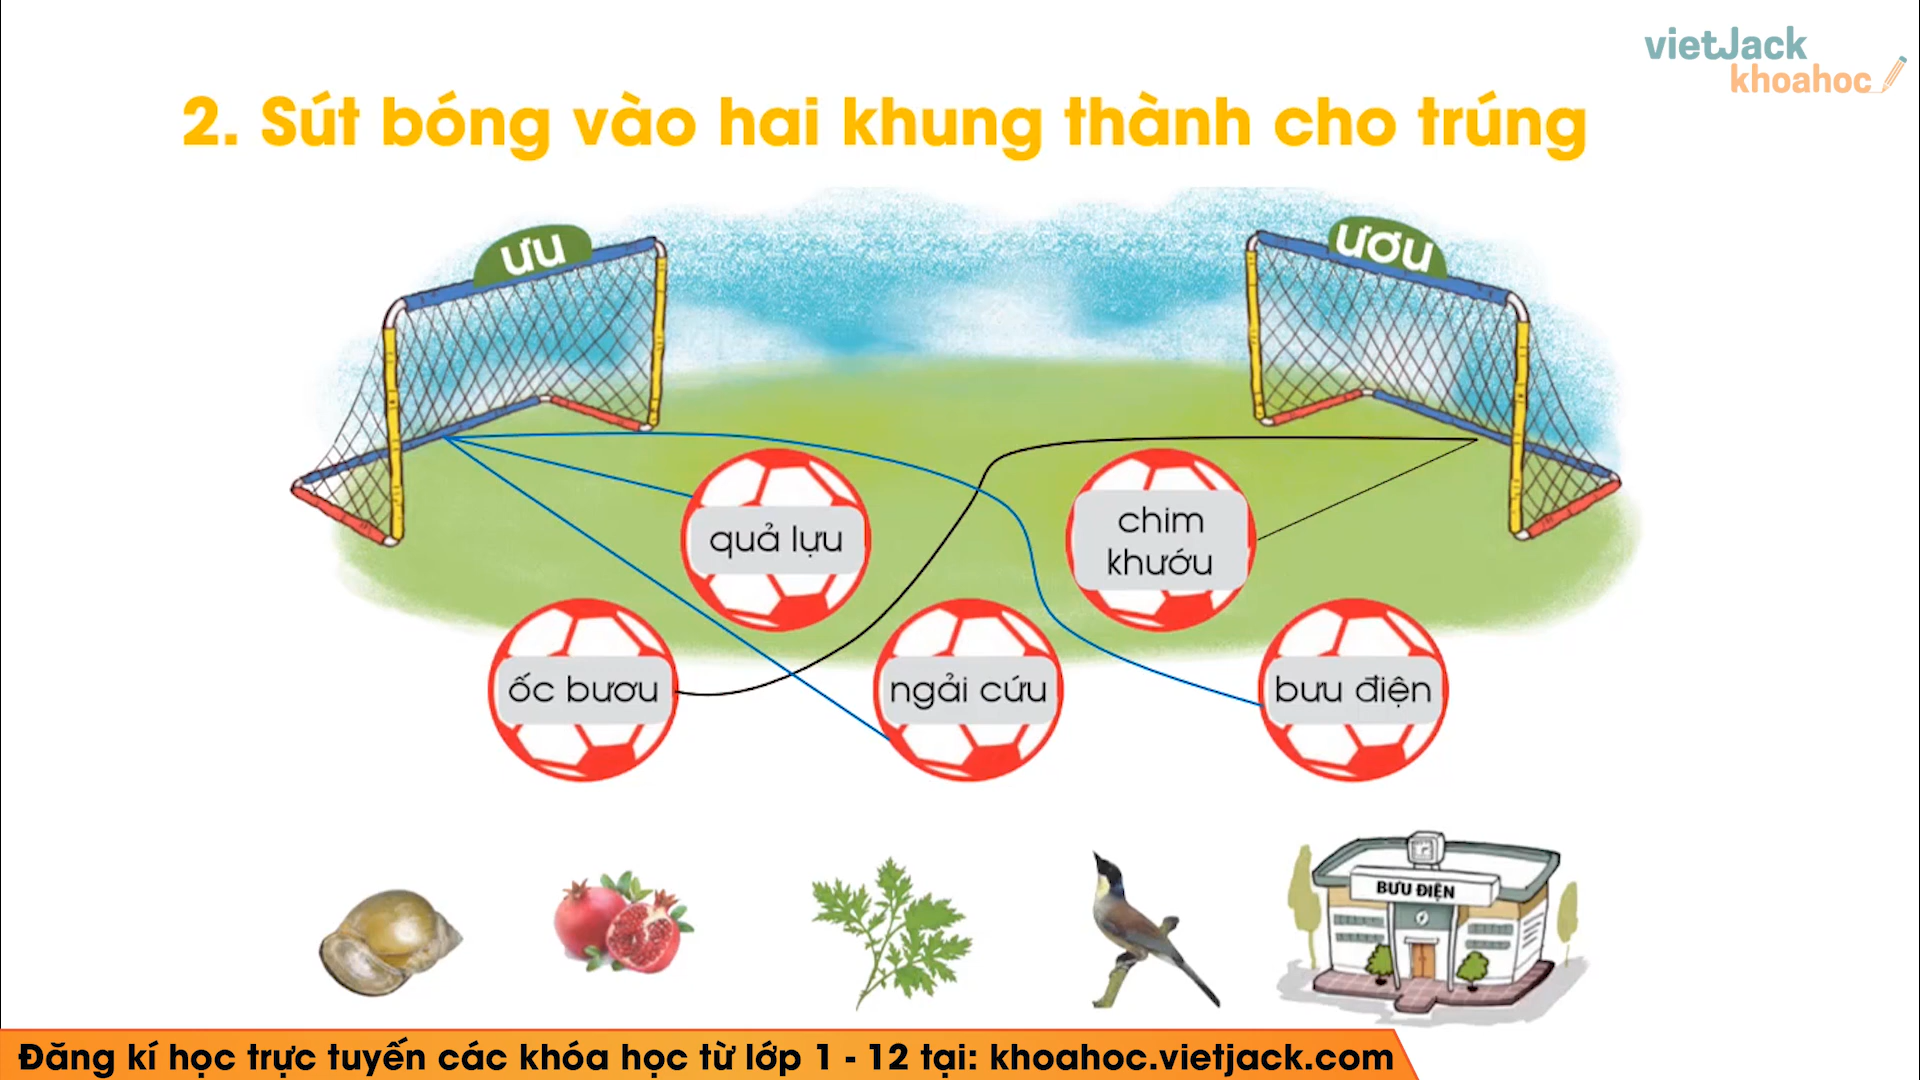 vietJack
khoahoc
2. Sút bóng vào hai khung thành cho trúng
ưu
ươu
quả lựu
chim
khướu
ốc bươu
ngải cứu
bưu điện
BƯU ĐIỆN
Đăng kí học trực tuyến các khóa học từ lớp 1 - 12 tại: khoahoc.vietjack.com